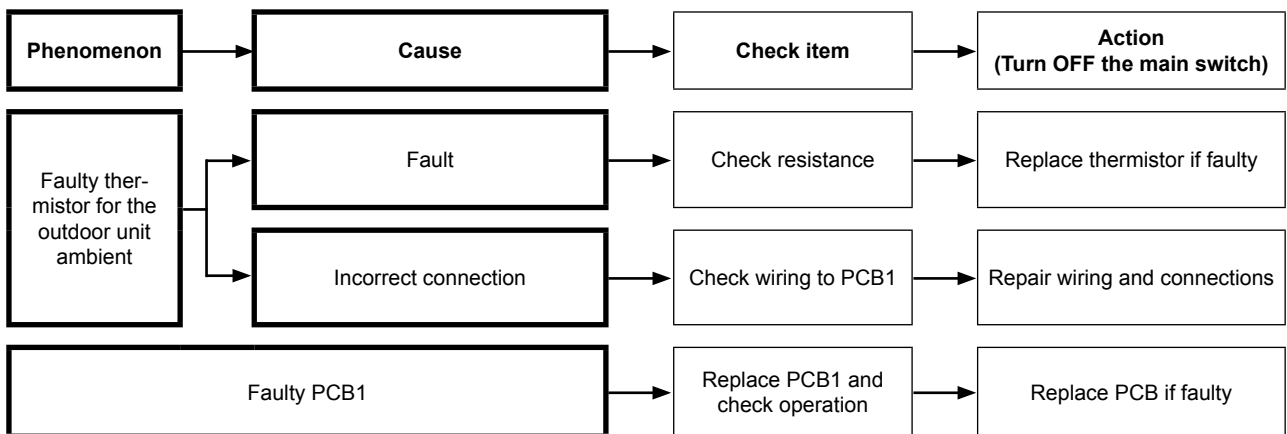 Phenomenon
Cause
Check item
Action
(Turn OFF the main switch)
Faulty ther-
mistor for the
outdoor unit
ambient
Fault
Check resistance
Replace thermistor if faulty
Incorrect connection
Check wiring to PCB1
Repair wiring and connections
Faulty PCB1
Replace PCB1 and
check operation
Replace PCB if faulty